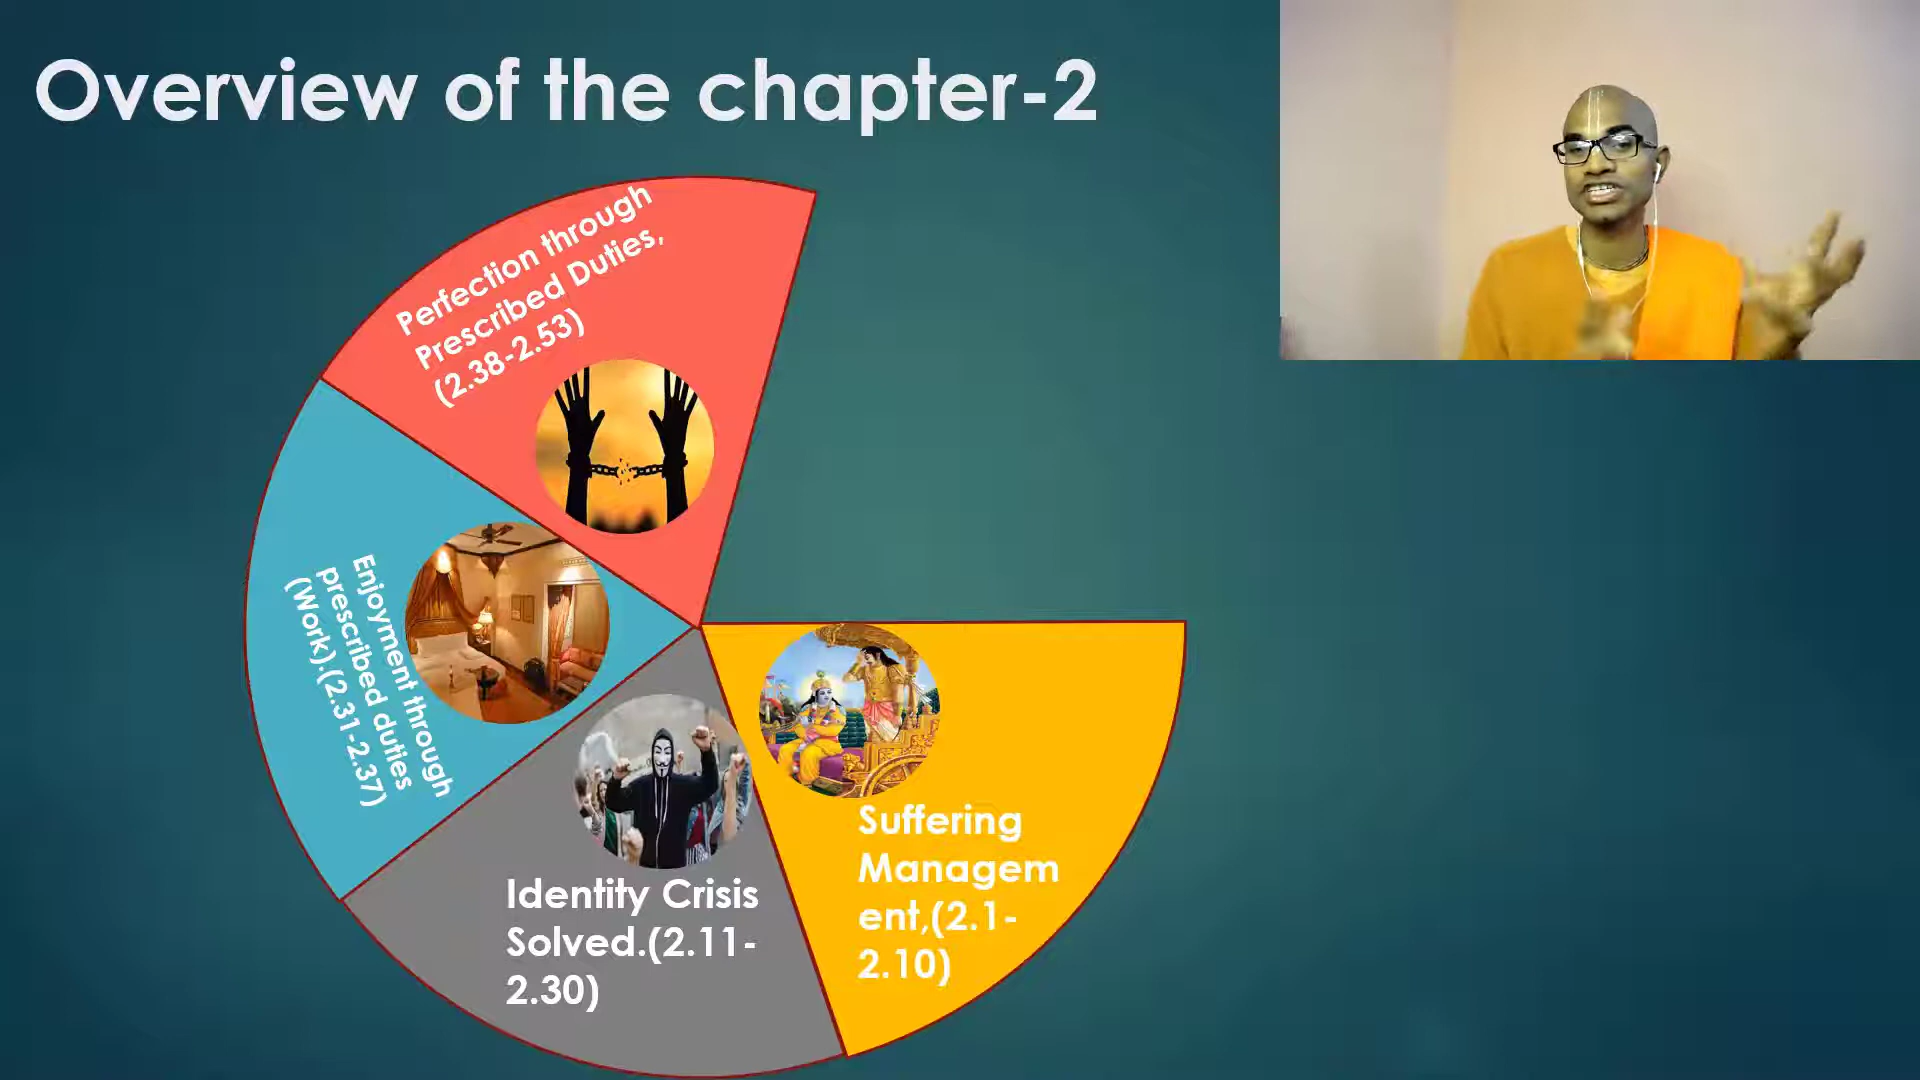 Overview of the chapter-2
Perfection through
Prescribed Duties,
(2.38-2.53)
Enjoyment through
prescribed duties
(Work).(2.31-2.37)
Identity Crisis
Solved.(2.11-
2.30)
Suffering
Managem
ent,(2.1-
2.10)